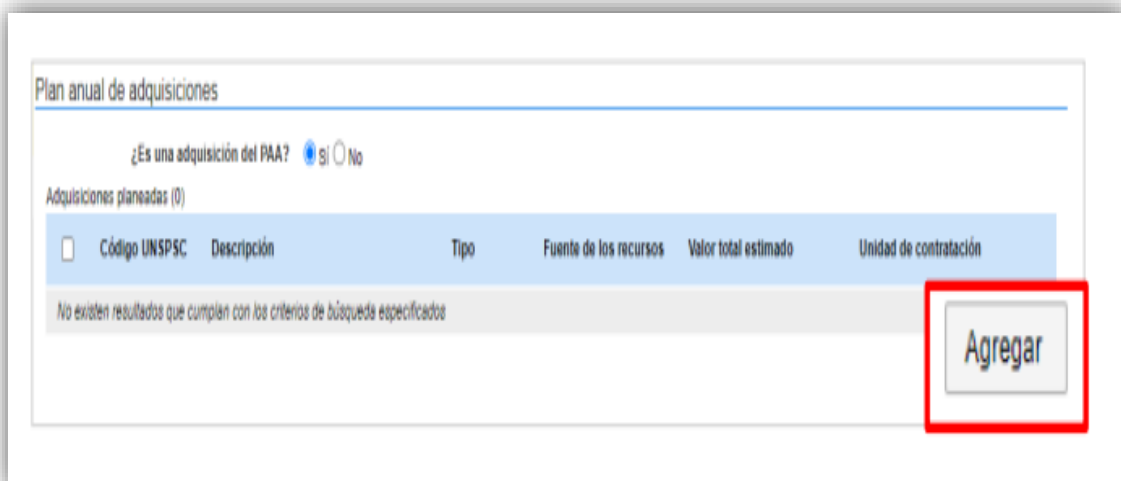 Plan anual de adquisiciones
¿Es una adquisición del PAA? Sí No
Adquisiciones planeadas (0)
Código UNSPSC Descripción Tipo Fuente de los recursos Valor total estimado Unidad de contratación
No existen resultados que cumplan con los criterios de búsqueda especificados
Agregar